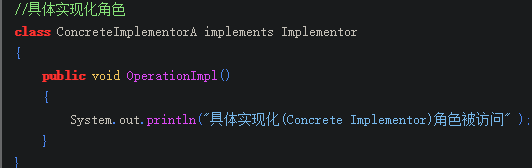 //具体实现化角色
class ConcreteImplementorA implements Implementor
{
public void OperationImpl()
{
System.out.println("具体实现化(Concrete Implementor)角色被访问" );
}
}